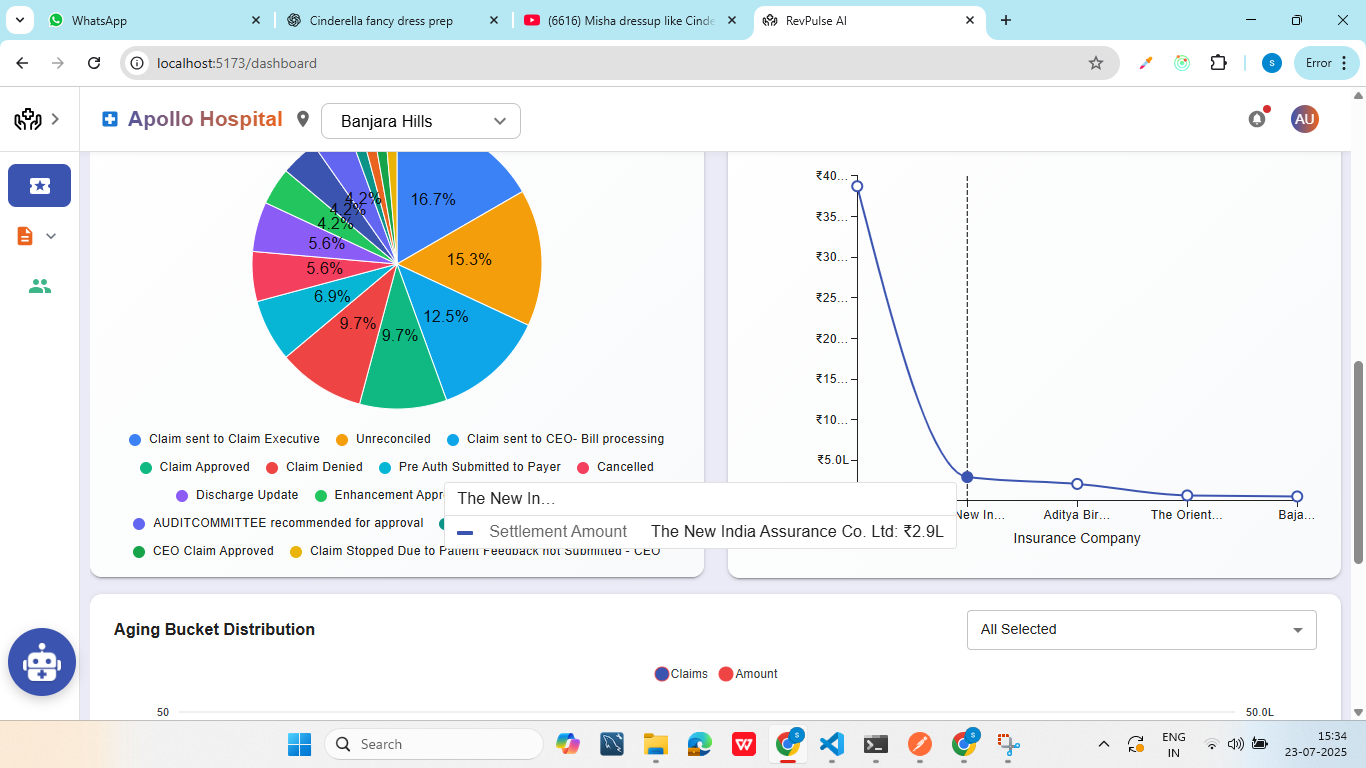 WhatsApp
Cinderella fancy dress prep
(6616) Misha dressup like Cinde
RevPulse AI
localhost:5173/dashboard
S
Error
Apollo Hospital
Banjara Hills
AU
16.7%
15.3%
12.5%
9.7%
9.7%
6.9%
5.6%
5.6%
4.2%
4.2%
4.2%
Claim sent to Claim Executive
Unreconciled
Claim sent to CEO- Bill processing
Claim Approved
Claim Denied
Pre Auth Submitted to Payer
Cancelled
Discharge Update
Enhancement Appr
AUDITCOMMITTEE recommended for approval
CEO Claim Approved
Claim Stopped Due to Patient Feedback not Submitted - CEO
₹40...
₹35...
₹30...
₹25...
₹20...
₹15...
₹10...
₹5.0L
New In...
Aditya Bir...
The Orient...
Baja...
Insurance Company
The New In…
Settlement Amount The New India Assurance Co. Ltd: ₹2.9L
Aging Bucket Distribution
All Selected
Claims
Amount
50
50.0L
Search
ENG
IN
15:34
23-07-2025